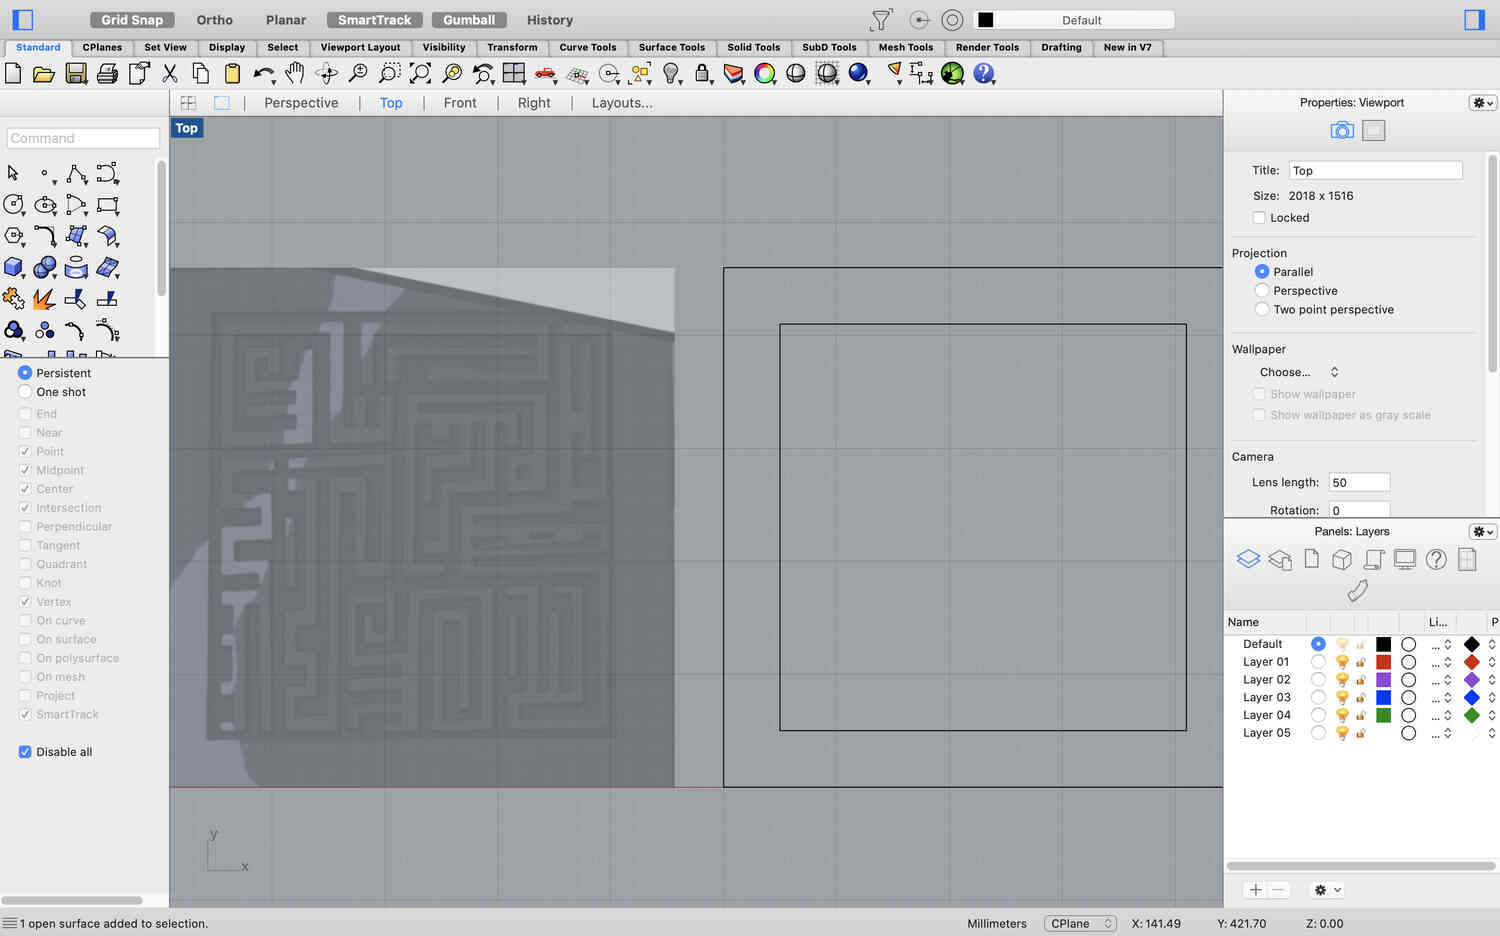 Grid Snap Ortho Planar SmartTrack Gumball History Default
Standard CPlanes Set View Display Select Viewport Layout Visibility Transform Curve Tools Surface Tools Solid Tools SubD Tools Mesh Tools Render Tools Drafting New in V7
Perspective Top Front Right Layouts...
Properties: Viewport
Top
Command
Title: Top
Size: 2018 x 1516
Locked
Projection
Parallel
Perspective
Two point perspective
Wallpaper
Choose...
Show wallpaper
Show wallpaper as gray scale
Camera
Lens length: 50
Rotation: 0
Persistent
One shot
End
Near
Point
Midpoint
Center
Intersection
Perpendicular
Tangent
Quadrant
Knot
Vertex
On curve
On surface
On polysurface
On mesh
Project
SmartTrack
Disable all
Panels: Layers
Name Li... P
Default ...
Layer 01 ...
Layer 02 ...
Layer 03 ...
Layer 04 ...
Layer 05 ...
y
x
1 open surface added to selection. Millimeters CPlane X: 141.49 Y: 421.70 Z: 0.00